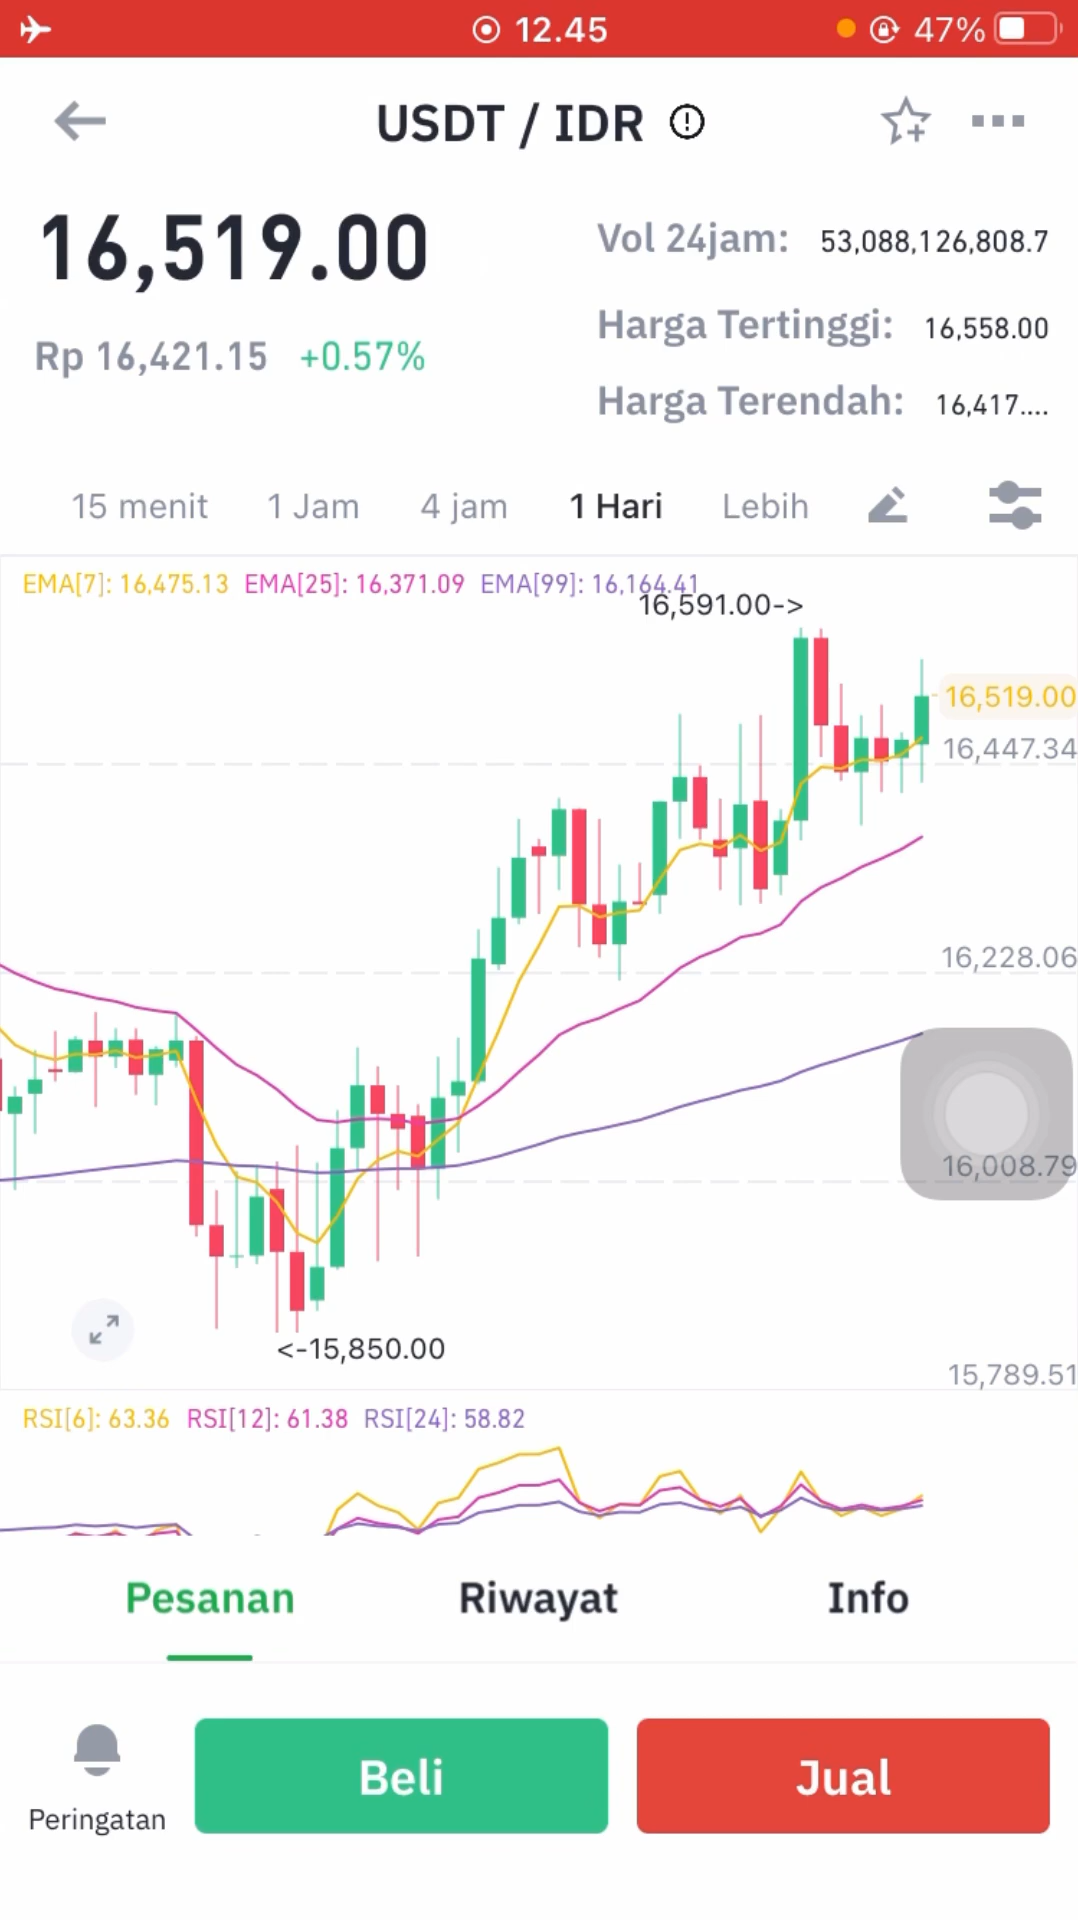 12.45
47%
USDT / IDR
16,519.00
Rp 16,421.15 +0.57%
Vol 24jam: 53,088,126,808.7
Harga Tertinggi: 16,558.00
Harga Terendah: 16,417....
15 menit 1 Jam 4 jam 1 Hari Lebih
EMA[7]: 16,475.13 EMA[25]: 16,371.09 EMA[99]: 16,164.41
16,591.00->
16,519.00
16,447.34
16,228.06
16,008.79
<-15,850.00
15,789.51
RSI[6]: 63.36 RSI[12]: 61.38 RSI[24]: 58.82
Pesanan Riwayat Info
Peringatan
Beli
Jual